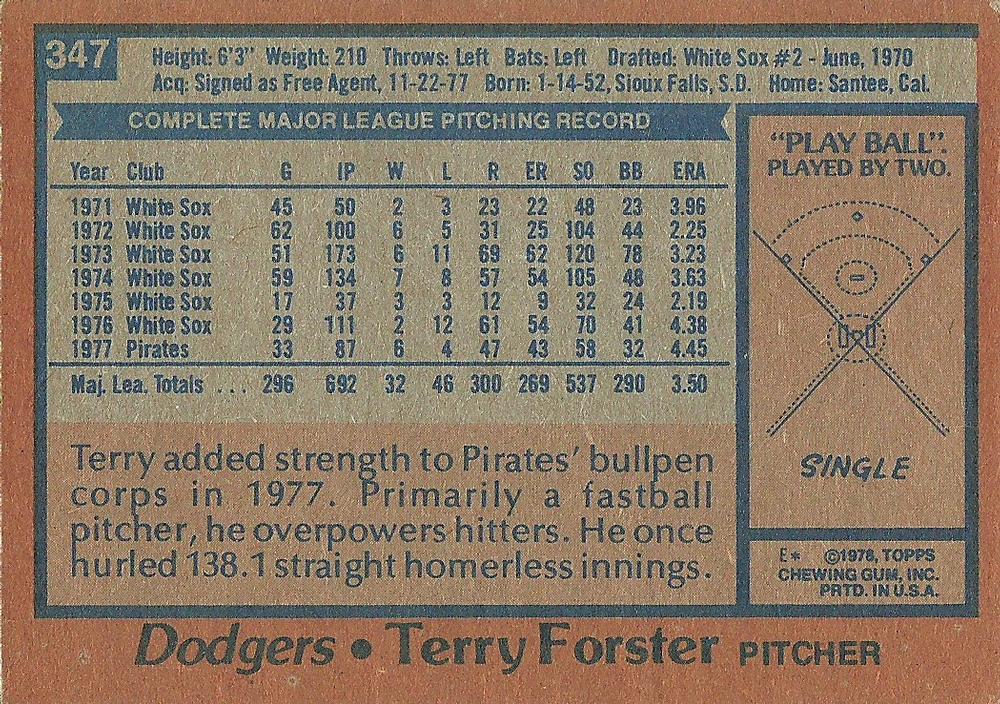 347
Height: 6'3" Weight: 210 Throws: Left Bats: Left Drafted: White Sox #2 - June, 1970
Acq: Signed as Free Agent, 11-22-77 Born: 1-14-52, Sioux Falls, S.D. Home: Santee, Cal.
COMPLETE MAJOR LEAGUE PITCHING RECORD
Year Club G IP W L R ER SO BB ERA
1971 White Sox 45 50 2 3 23 22 48 23 3.96
1972 White Sox 62 100 6 5 31 25 104 44 2.25
1973 White Sox 51 173 6 11 69 62 120 78 3.23
1974 White Sox 59 134 7 8 57 54 105 48 3.63
1975 White Sox 17 37 3 3 12 9 32 24 2.19
1976 White Sox 29 111 2 12 61 54 70 41 4.38
1977 Pirates 33 87 6 4 47 43 58 32 4.45
Maj. Lea. Totals ... 296 692 32 46 300 269 537 290 3.50
Terry added strength to Pirates' bullpen
corps in 1977. Primarily a fastball
pitcher, he overpowers hitters. He once
hurled 138.1 straight homerless innings.
"PLAY BALL".
PLAYED BY TWO.
SINGLE
E* ©1978, TOPPS
CHEWING GUM, INC.
PRTD. IN U.S.A.
Dodgers • Terry Forster PITCHER